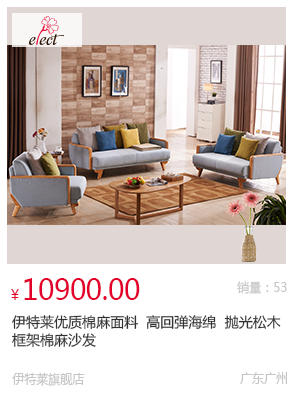 elect
¥ 10900.00
销量：53
伊特莱优质棉麻面料 高回弹海绵 抛光松木
框架棉麻沙发
伊特莱旗舰店
广东广州